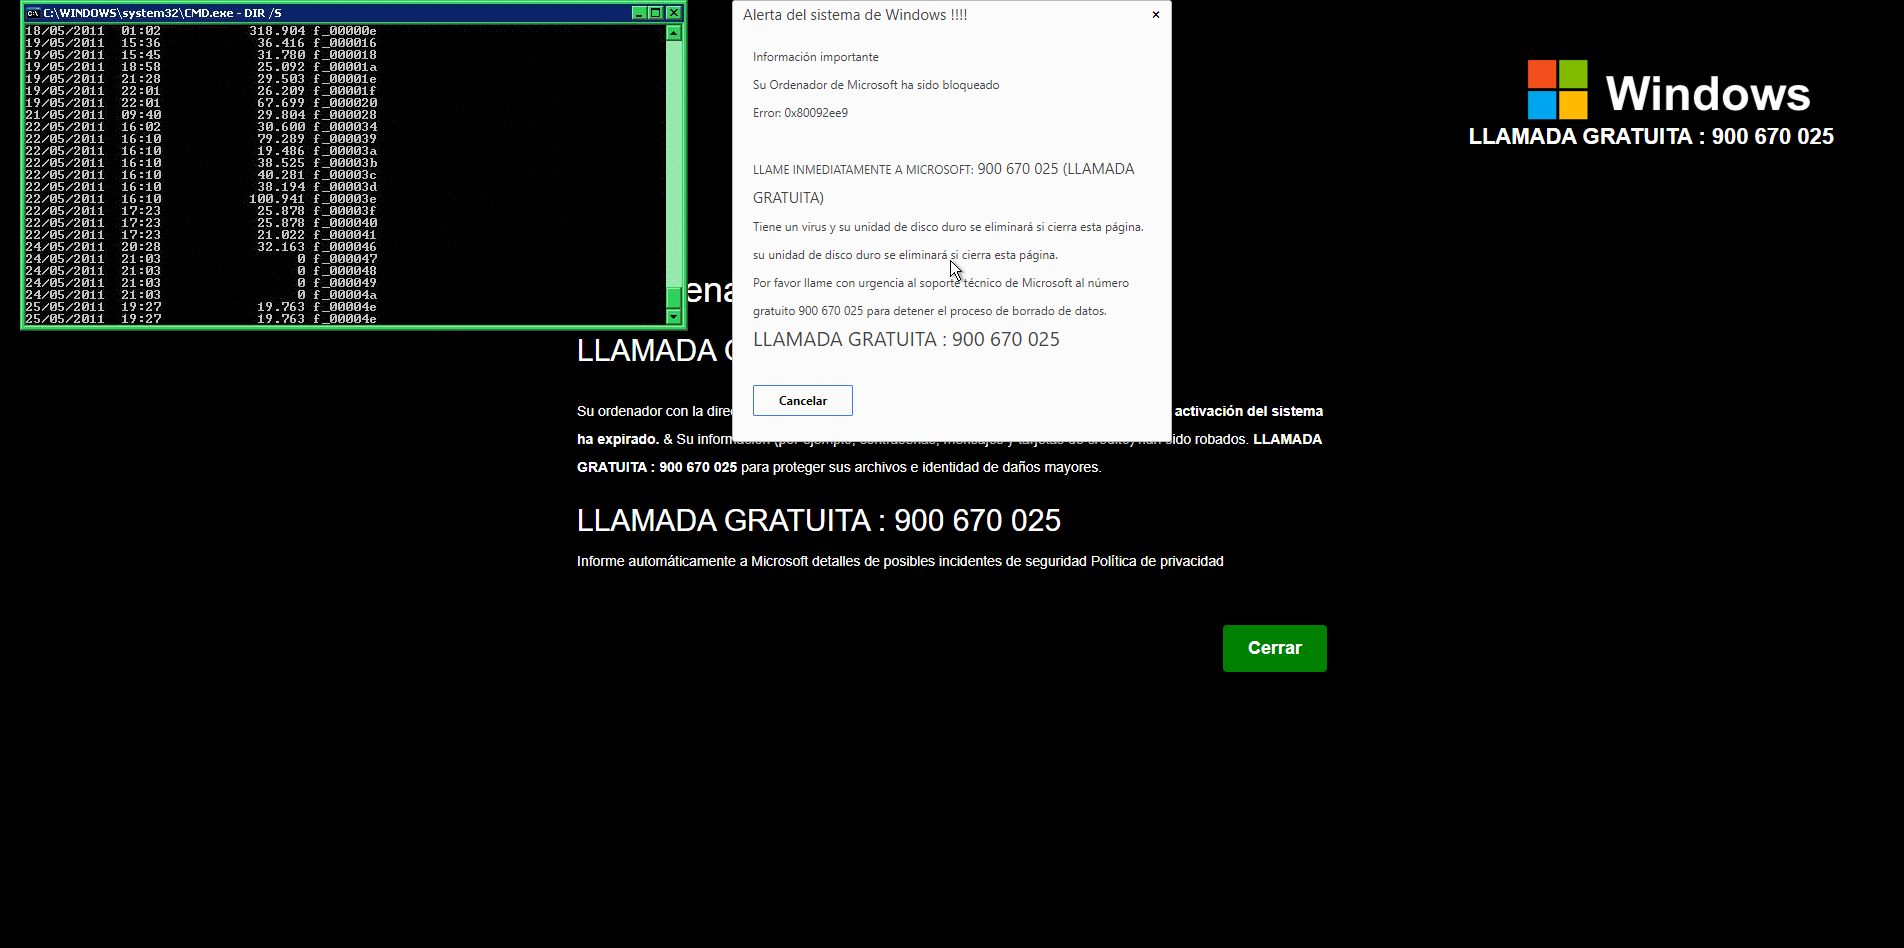 C:\WINDOWS\system32\CMD.exe - DIR /S
18/05/2011 01:02 318.904 f_00000e
19/05/2011 15:36 36.416 f_000016
19/05/2011 15:45 31.780 f_000018
19/05/2011 18:58 25.092 f_00001a
19/05/2011 21:28 29.503 f_00001e
19/05/2011 22:01 26.209 f_00001f
19/05/2011 22:01 67.699 f_000020
21/05/2011 09:40 29.804 f_000028
22/05/2011 16:02 30.600 f_000034
22/05/2011 16:10 79.289 f_000039
22/05/2011 16:10 19.486 f_00003a
22/05/2011 16:10 38.525 f_00003b
22/05/2011 16:10 40.281 f_00003c
22/05/2011 16:10 38.194 f_00003d
22/05/2011 16:10 100.941 f_00003e
22/05/2011 17:23 25.878 f_00003f
22/05/2011 17:23 25.878 f_000040
22/05/2011 17:23 21.022 f_000041
24/05/2011 20:28 32.163 f_000046
24/05/2011 21:03 0 f_000047
24/05/2011 21:03 0 f_000048
24/05/2011 21:03 0 f_000049
24/05/2011 21:03 0 f_00004a
25/05/2011 19:27 19.763 f_00004e
25/05/2011 19:27 19.763 f_00004e
Alerta del sistema de Windows !!!!
Información importante
Su Ordenador de Microsoft ha sido bloqueado
Error: 0x80092ee9
LLAME INMEDIATAMENTE A MICROSOFT: 900 670 025 (LLAMADA
GRATUITA)
Tiene un virus y su unidad de disco duro se eliminará si cierra esta página.
su unidad de disco duro se eliminará si cierra esta página.
Por favor llame con urgencia al soporte técnico de Microsoft al número
gratuito 900 670 025 para detener el proceso de borrado de datos.
LLAMADA GRATUITA : 900 670 025
Cancelar
Windows
LLAMADA GRATUITA : 900 670 025
LLAMADA
Su ordenador con la activación del sistema
ha expirado. & Su sido robados. LLAMADA
GRATUITA : 900 670 025 para proteger sus archivos e identidad de daños mayores.
LLAMADA GRATUITA : 900 670 025
Informe automáticamente a Microsoft detalles de posibles incidentes de seguridad Política de privacidad
Cerrar